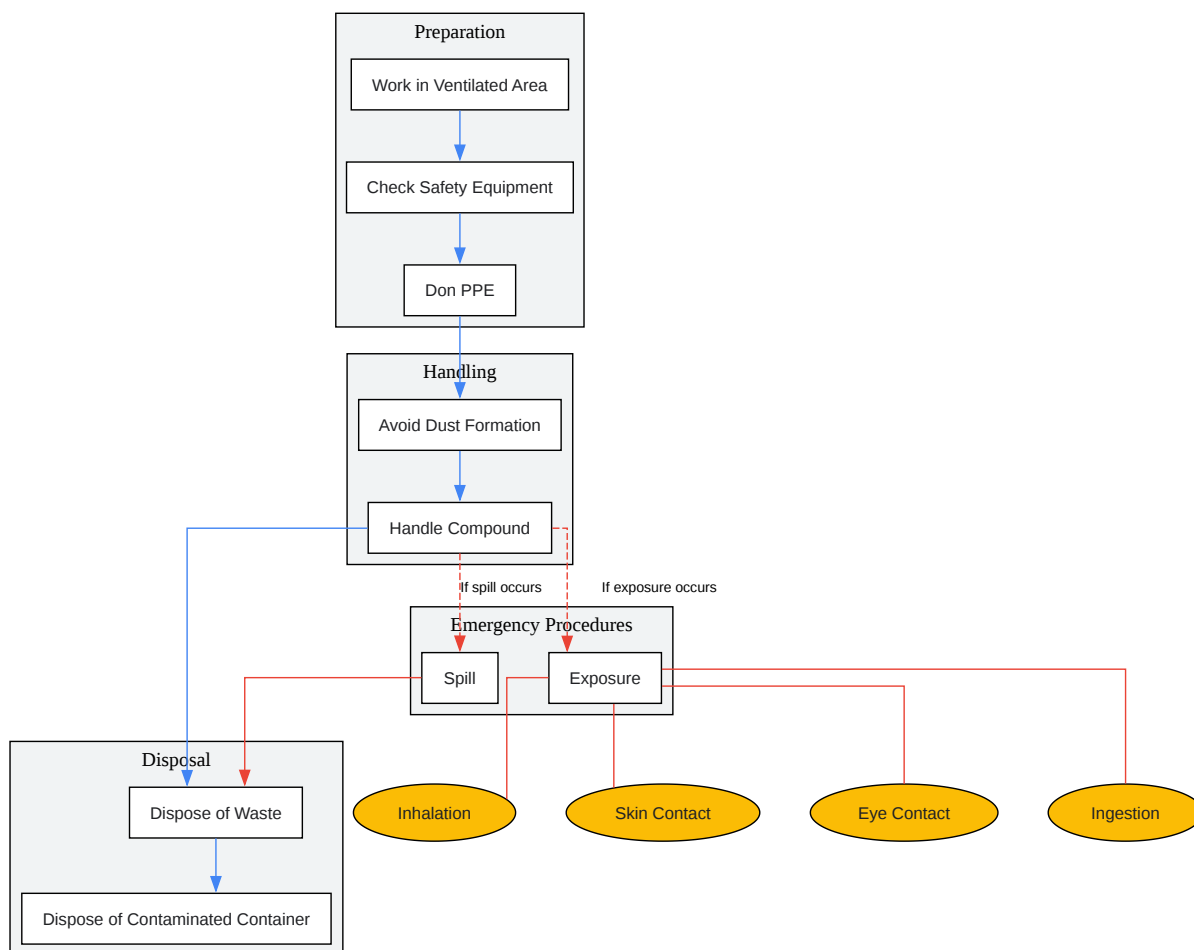 Preparation
Work in Ventilated Area
Check Safety Equipment
Don PPE
Handling
Avoid Dust Formation
Handle Compound
If spill occurs
If exposure occurs
Emergency Procedures
Spill
Exposure
Disposal
Dispose of Waste
Inhalation
Skin Contact
Eye Contact
Ingestion
Dispose of Contaminated Container